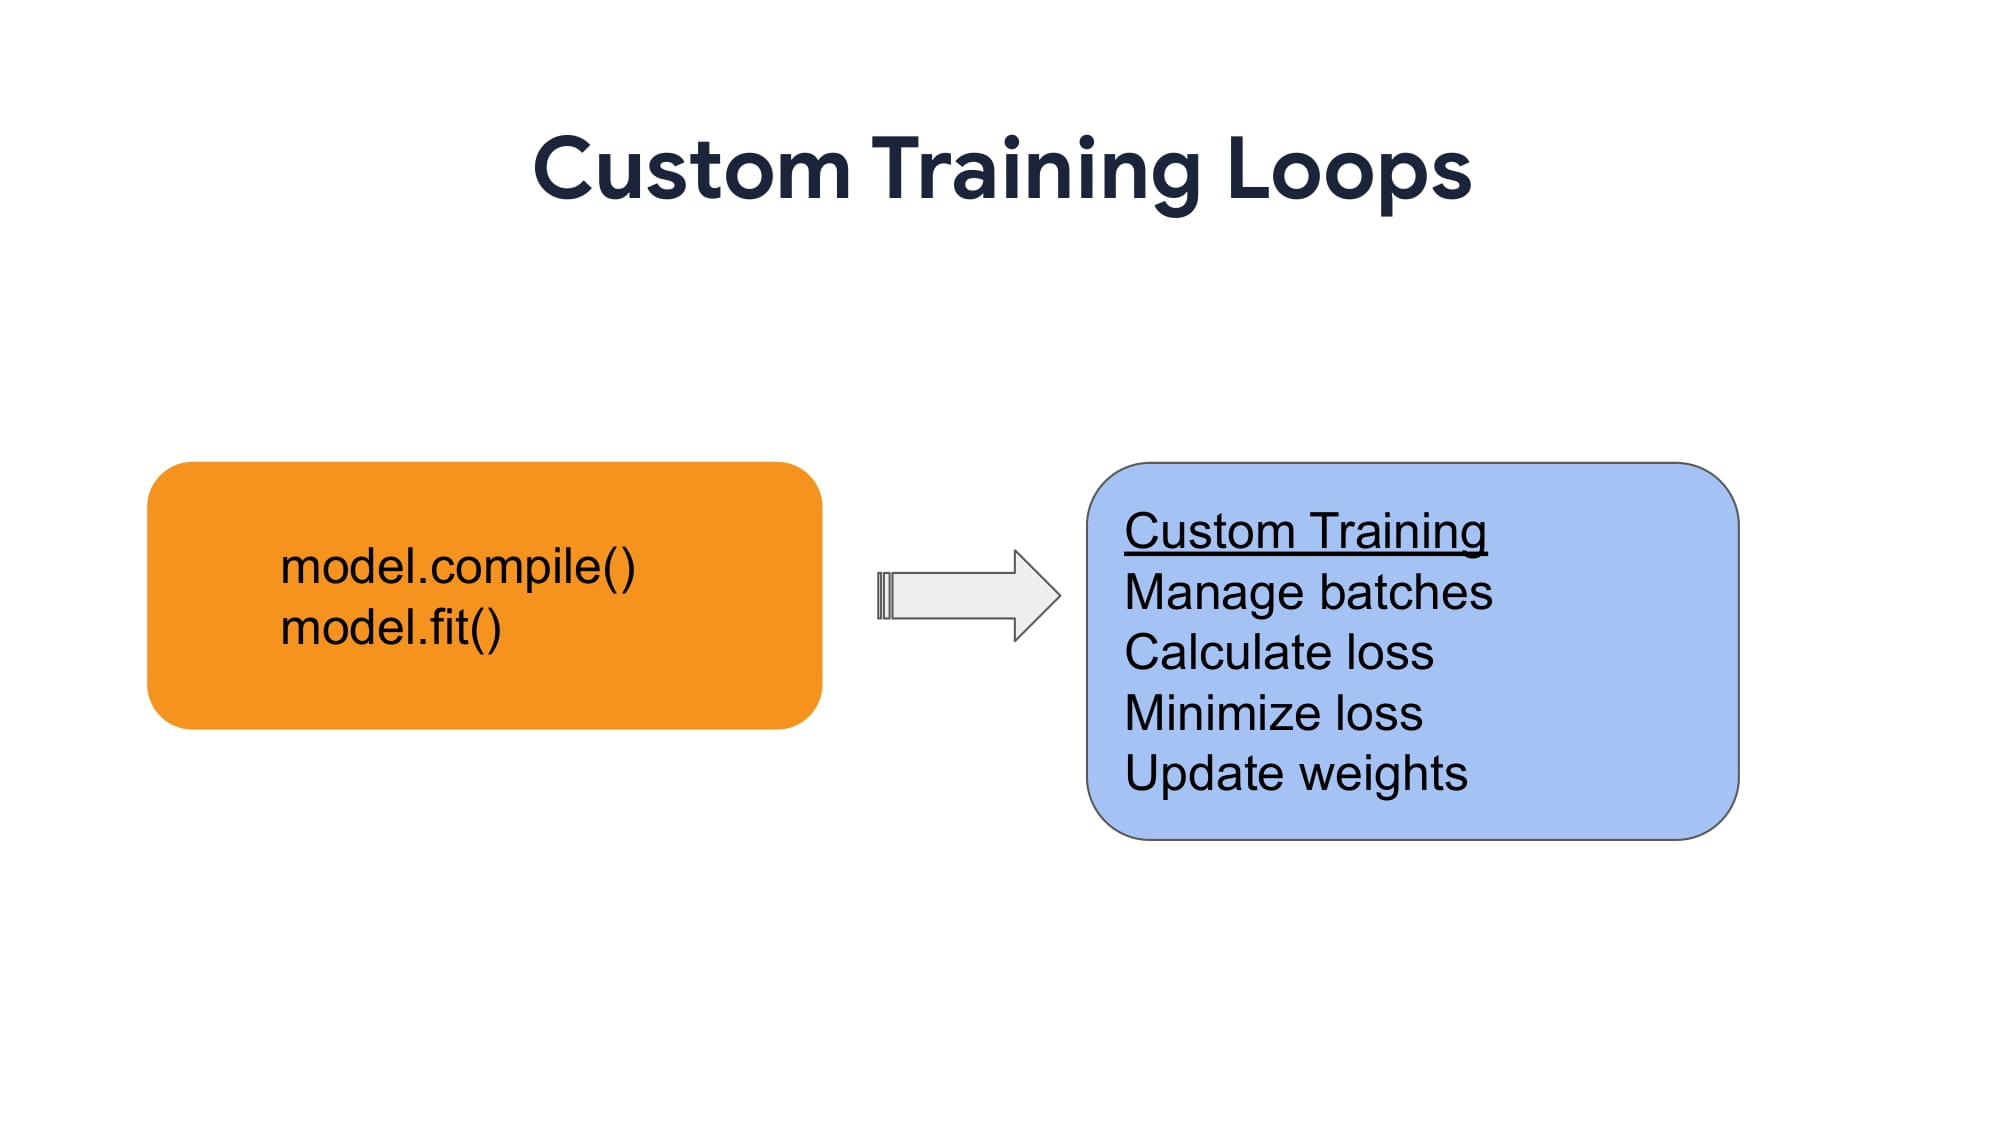 Custom Training Loops
model.compile()
model.fit()
Custom Training
Manage batches
Calculate loss
Minimize loss
Update weights